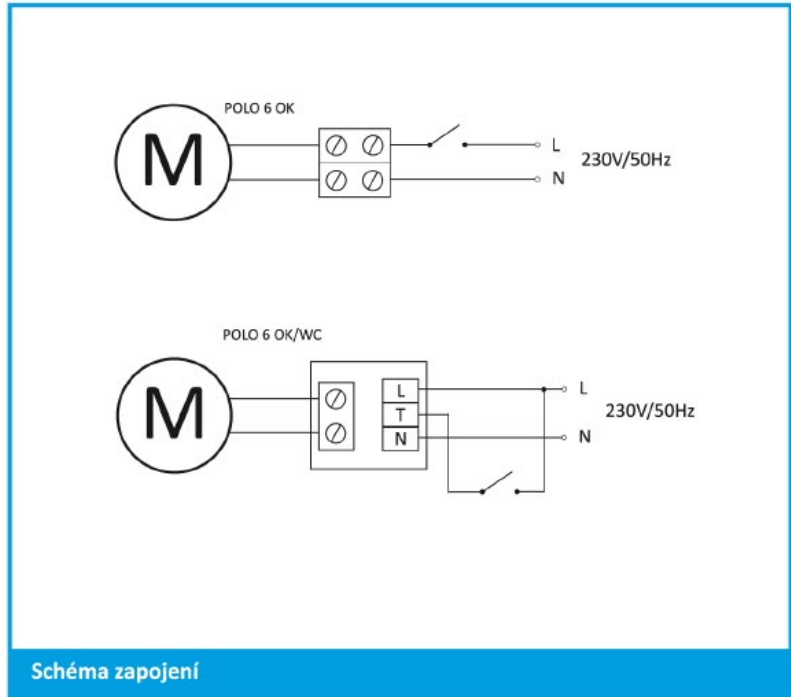 POLO 6 OK
M
L
230V/50Hz
N
POLO 6 OK/WC
M
L
L
T
230V/50Hz
N
N
Schéma zapojení